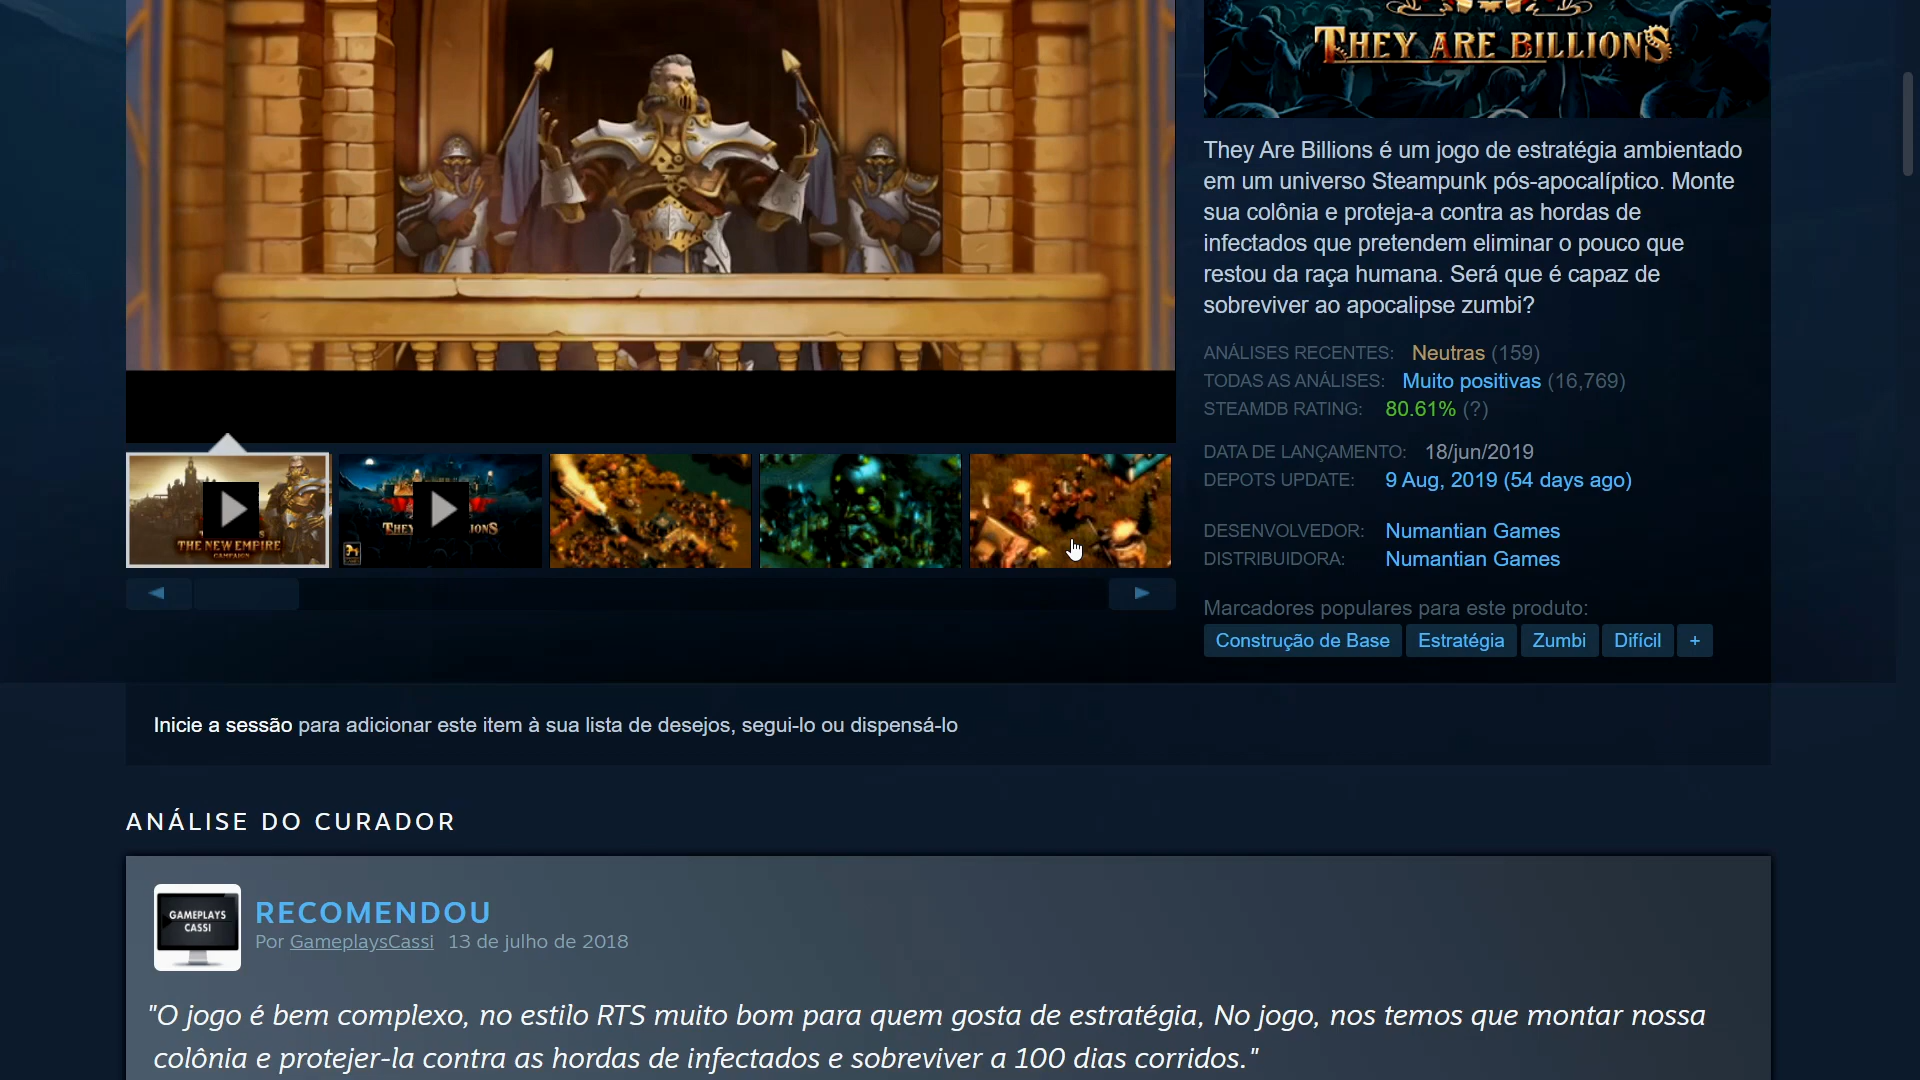 THEY ARE BILLIONS
They Are Billions é um jogo de estratégia ambientado
em um universo Steampunk pós-apocalíptico. Monte
sua colônia e proteja-a contra as hordas de
infectados que pretendem eliminar o pouco que
restou da raça humana. Será que é capaz de
sobreviver ao apocalipse zumbi?
ANÁLISES RECENTES: Neutras (159)
TODAS AS ANÁLISES: Muito positivas (16,769)
STEAMDB RATING: 80.61% (?)
DATA DE LANÇAMENTO: 18/jun/2019
DEPOTS UPDATE: 9 Aug, 2019 (54 days ago)
DESENVOLVEDOR: Numantian Games
DISTRIBUIDORA: Numantian Games
Marcadores populares para este produto:
Construção de Base Estratégia Zumbi Difícil +
THE NEW EMPIRE
CAMPAIGN
Inicie a sessão para adicionar este item à sua lista de desejos, segui-lo ou dispensá-lo
ANÁLISE DO CURADOR
GAMEPLAYS
CASSI
RECOMENDOU
Por GameplaysCassi 13 de julho de 2018
"O jogo é bem complexo, no estilo RTS muito bom para quem gosta de estratégia, No jogo, nos temos que montar nossa
colônia e protejer-la contra as hordas de infectados e sobreviver a 100 dias corridos."